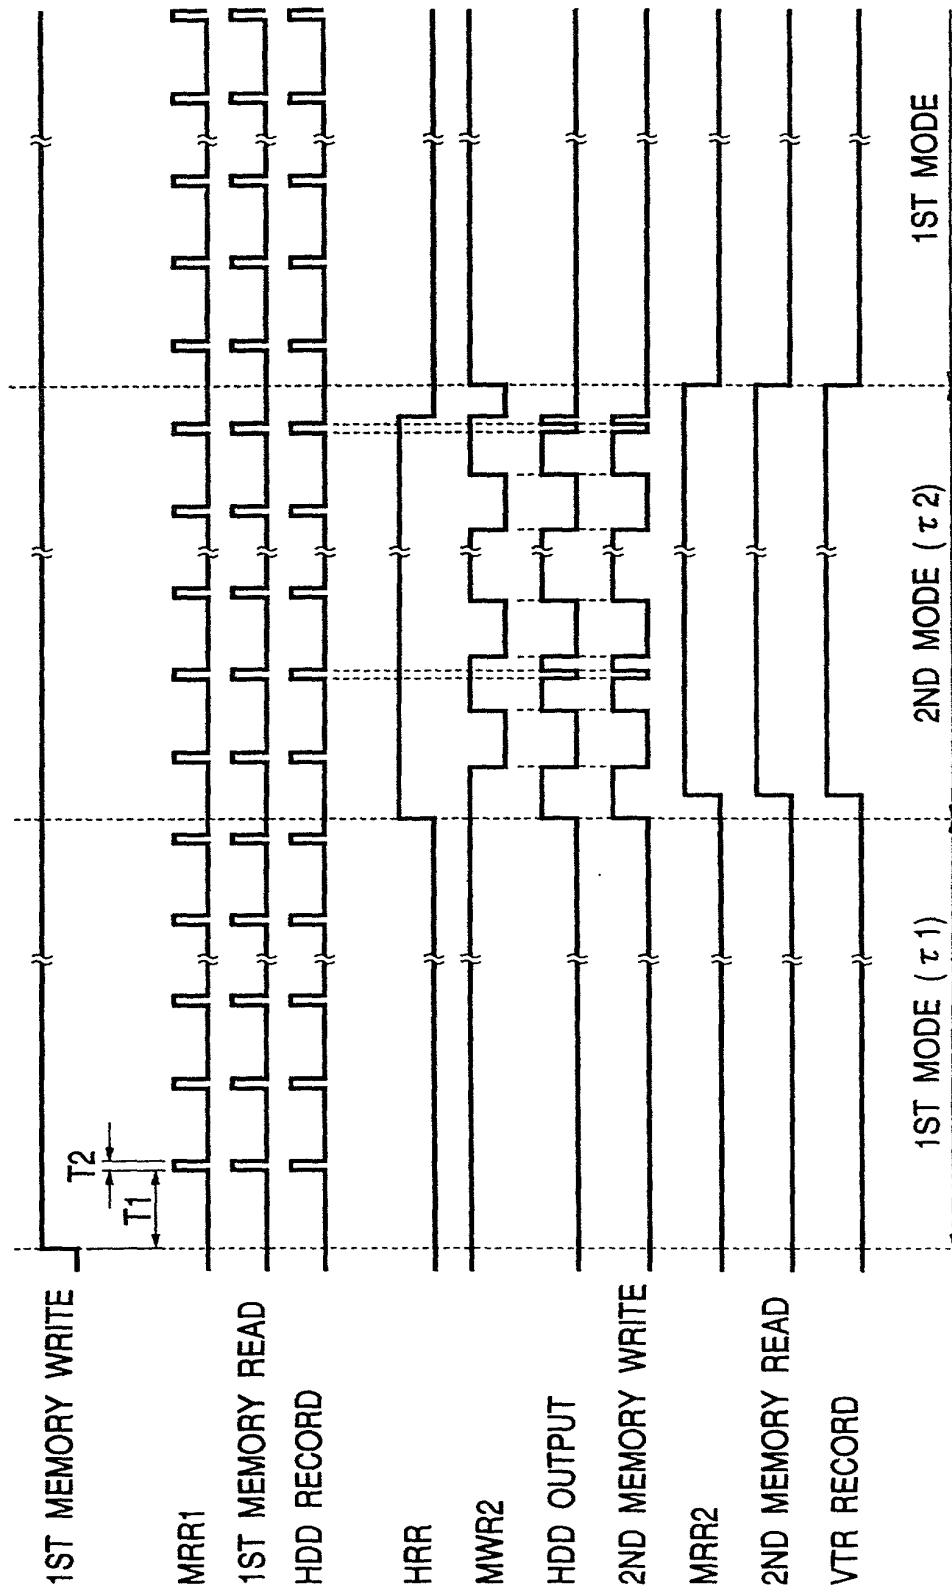 1ST MEMORY WRITE
T2
T1
MRR1
1ST MEMORY READ
HDD RECORD
HRR
MWR2
HDD OUTPUT
2ND MEMORY WRITE
MRR2
2ND MEMORY READ
VTR RECORD
1ST MODE (τ1)
2ND MODE (τ2)
1ST MODE